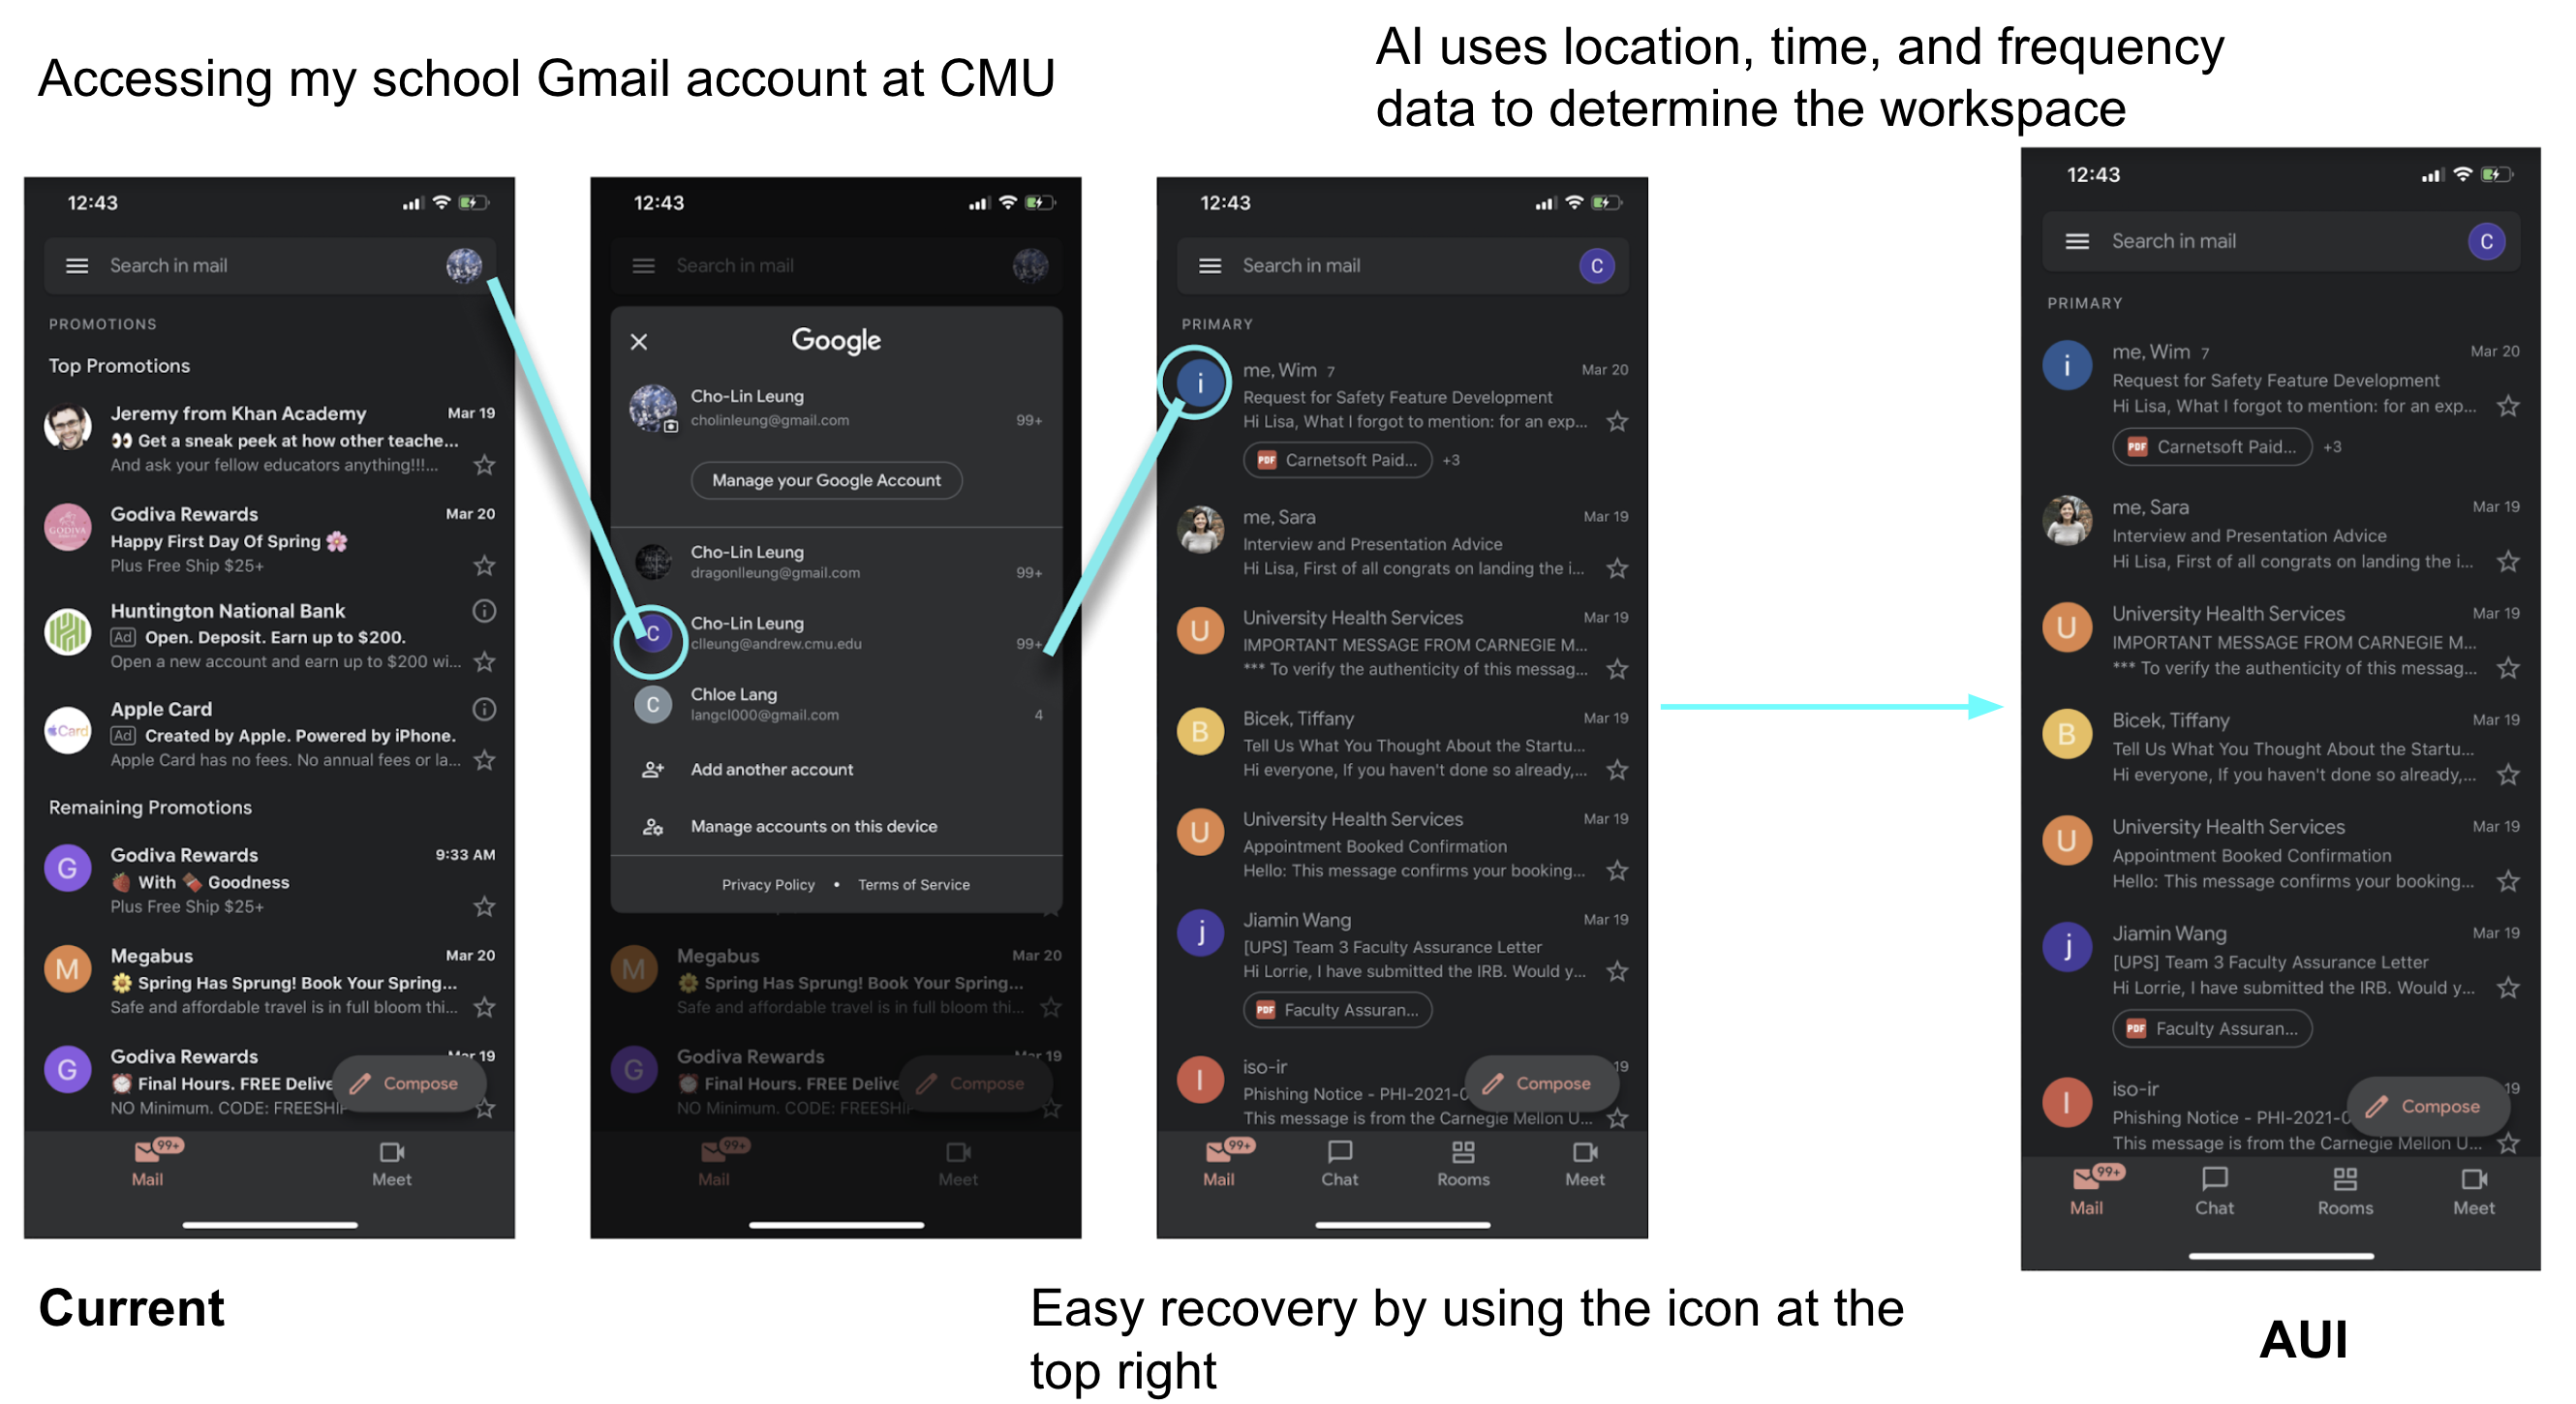 Accessing my school Gmail account at CMU
AI uses location, time, and frequency
data to determine the workspace
12:43
Search in mail
PROMOTIONS
Top Promotions
Jeremy from Khan Academy Mar 19
👀 Get a sneak peek at how other teache...
And ask your fellow educators anything!!!...
GODIVA
Godiva Rewards Mar 20
Happy First Day Of Spring 🌸
Plus Free Ship $25+
Huntington National Bank
Ad Open. Deposit. Earn up to $200.
Open a new account and earn up to $200 wi...
Card
Apple Card
Ad Created by Apple. Powered by iPhone.
Apple Card has no fees. No annual fees or la...
Remaining Promotions
G
Godiva Rewards 9:33 AM
🍓 With 🍫 Goodness
Plus Free Ship $25+
M
Megabus Mar 20
🌼 Spring Has Sprung! Book Your Spring...
Safe and affordable travel is in full bloom thi...
G
Godiva Rewards Mar 19
⏰ Final Hours. FREE Delive
NO Minimum. CODE: FREESHIP
Compose
99+
Mail Meet
12:43
Search in mail
Google
Cho-Lin Leung
cholinleung@gmail.com 99+
Manage your Google Account
Cho-Lin Leung
dragonlleung@gmail.com 99+
C
Cho-Lin Leung
clleung@andrew.cmu.edu 99+
C
Chloe Lang
langcl000@gmail.com 4
Add another account
Manage accounts on this device
Privacy Policy • Terms of Service
M
Megabus Mar 20
🌼 Spring Has Sprung! Book Your Spring...
Safe and affordable travel is in full bloom thi...
G
Godiva Rewards Mar 19
⏰ Final Hours. FREE Delive
NO Minimum. CODE: FREESHIP
Compose
99+
Mail Meet
12:43
Search in mail C
PRIMARY
i
me, Wim 7 Mar 20
Request for Safety Feature Development
Hi Lisa, What I forgot to mention: for an exp...
PDF Carnetsoft Paid... +3
me, Sara Mar 19
Interview and Presentation Advice
Hi Lisa, First of all congrats on landing the i...
U
University Health Services Mar 19
IMPORTANT MESSAGE FROM CARNEGIE M...
*** To verify the authenticity of this messag...
B
Bicek, Tiffany Mar 19
Tell Us What You Thought About the Startu...
Hi everyone, If you haven't done so already,...
U
University Health Services Mar 19
Appointment Booked Confirmation
Hello: This message confirms your booking...
j
Jiamin Wang Mar 19
[UPS] Team 3 Faculty Assurance Letter
Hi Lorrie, I have submitted the IRB. Would y...
PDF Faculty Assuran...
I
iso-ir 19
Phishing Notice - PHI-2021-0
This message is from the Carnegie Mellon U...
Compose
99+
Mail Chat Rooms Meet
12:43
Search in mail C
PRIMARY
i
me, Wim 7 Mar 20
Request for Safety Feature Development
Hi Lisa, What I forgot to mention: for an exp...
PDF Carnetsoft Paid... +3
me, Sara Mar 19
Interview and Presentation Advice
Hi Lisa, First of all congrats on landing the i...
U
University Health Services Mar 19
IMPORTANT MESSAGE FROM CARNEGIE M...
*** To verify the authenticity of this messag...
B
Bicek, Tiffany Mar 19
Tell Us What You Thought About the Startu...
Hi everyone, If you haven't done so already,...
U
University Health Services Mar 19
Appointment Booked Confirmation
Hello: This message confirms your booking...
j
Jiamin Wang Mar 19
[UPS] Team 3 Faculty Assurance Letter
Hi Lorrie, I have submitted the IRB. Would y...
PDF Faculty Assuran...
I
iso-ir 19
Phishing Notice - PHI-2021-0
This message is from the Carnegie Mellon U...
Compose
99+
Mail Chat Rooms Meet
Current
Easy recovery by using the icon at the
top right
AUI